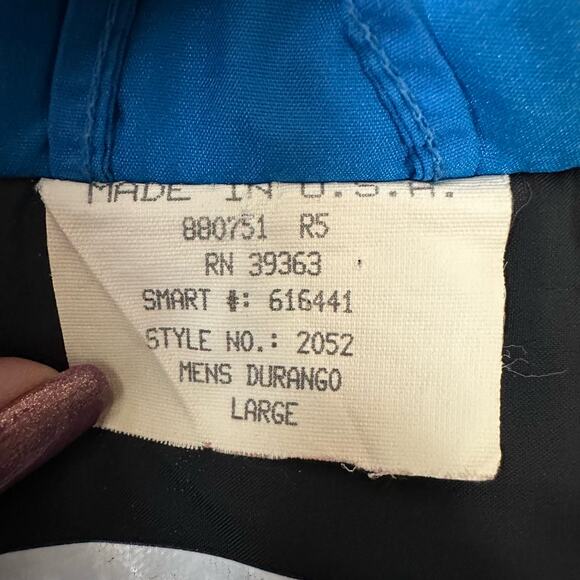 MADE IN U.S.A.
880751 R5
RN 39363
SMART #: 616441
STYLE NO.: 2052
MENS DURANGO
LARGE